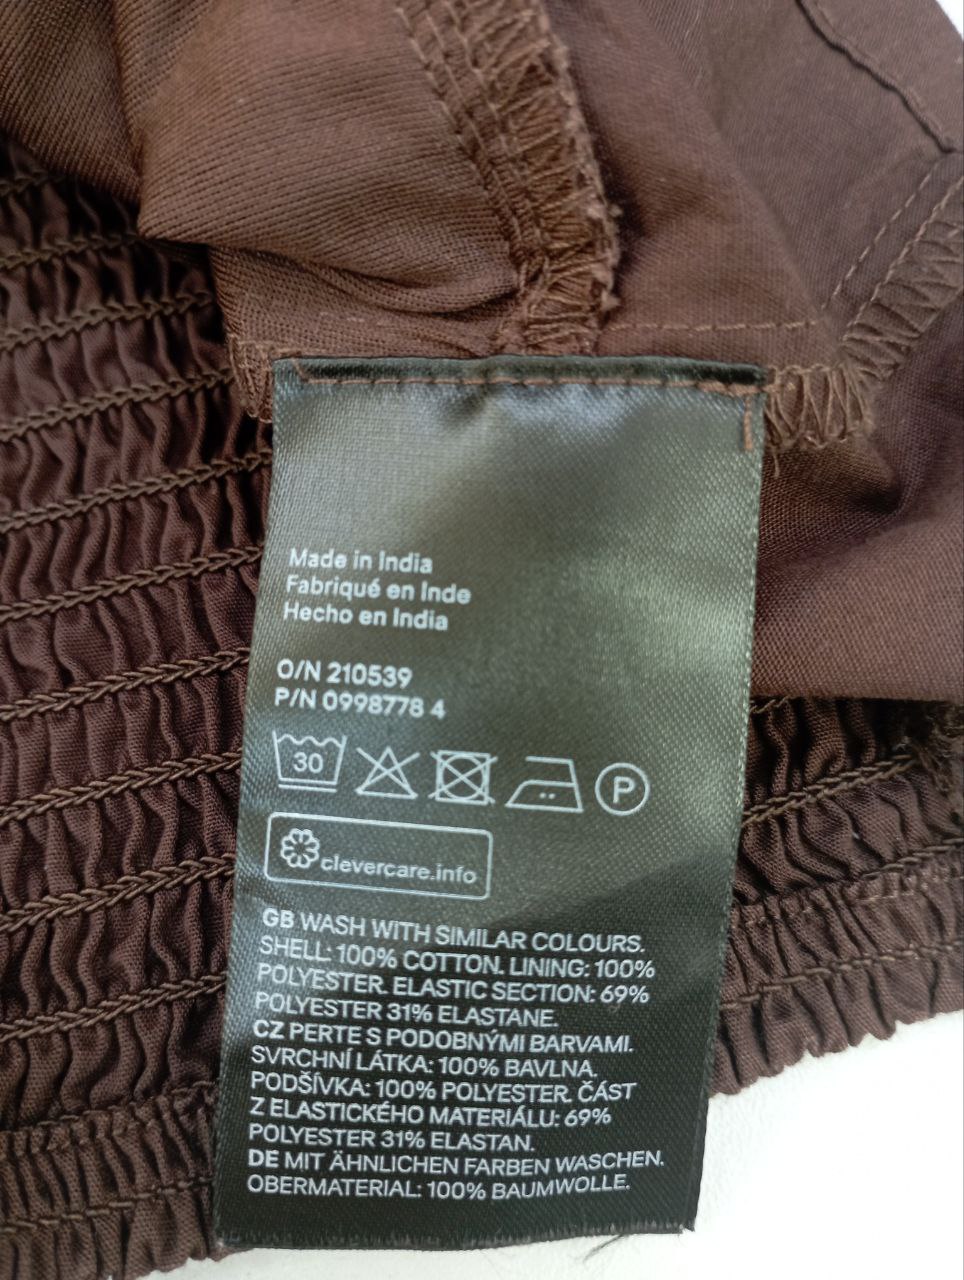 Made in India
Fabriqué en Inde
Hecho en India
O/N 210539
P/N 0998778 4
30
P
clevercare.info
GB WASH WITH SIMILAR COLOURS.
SHELL: 100% COTTON. LINING: 100%
POLYESTER. ELASTIC SECTION: 69%
POLYESTER 31% ELASTANE.
CZ PERTE S PODOBNÝMI BARVAMI.
SVRCHNÍ LÁTKA: 100% BAVLNA.
PODŠÍVKA: 100% POLYESTER. ČÁST
Z ELASTICKÉHO MATERIÁLU: 69%
POLYESTER 31% ELASTAN.
DE MIT ÄHNLICHEN FARBEN WASCHEN.
OBERMATERIAL: 100% BAUMWOLLE.